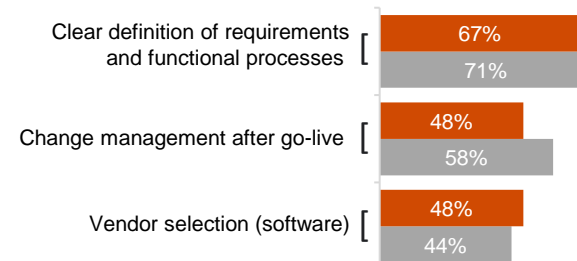 Clear definition of requirements
and functional processes
67%
71%
Change management after go-live
48%
58%
Vendor selection (software)
48%
44%